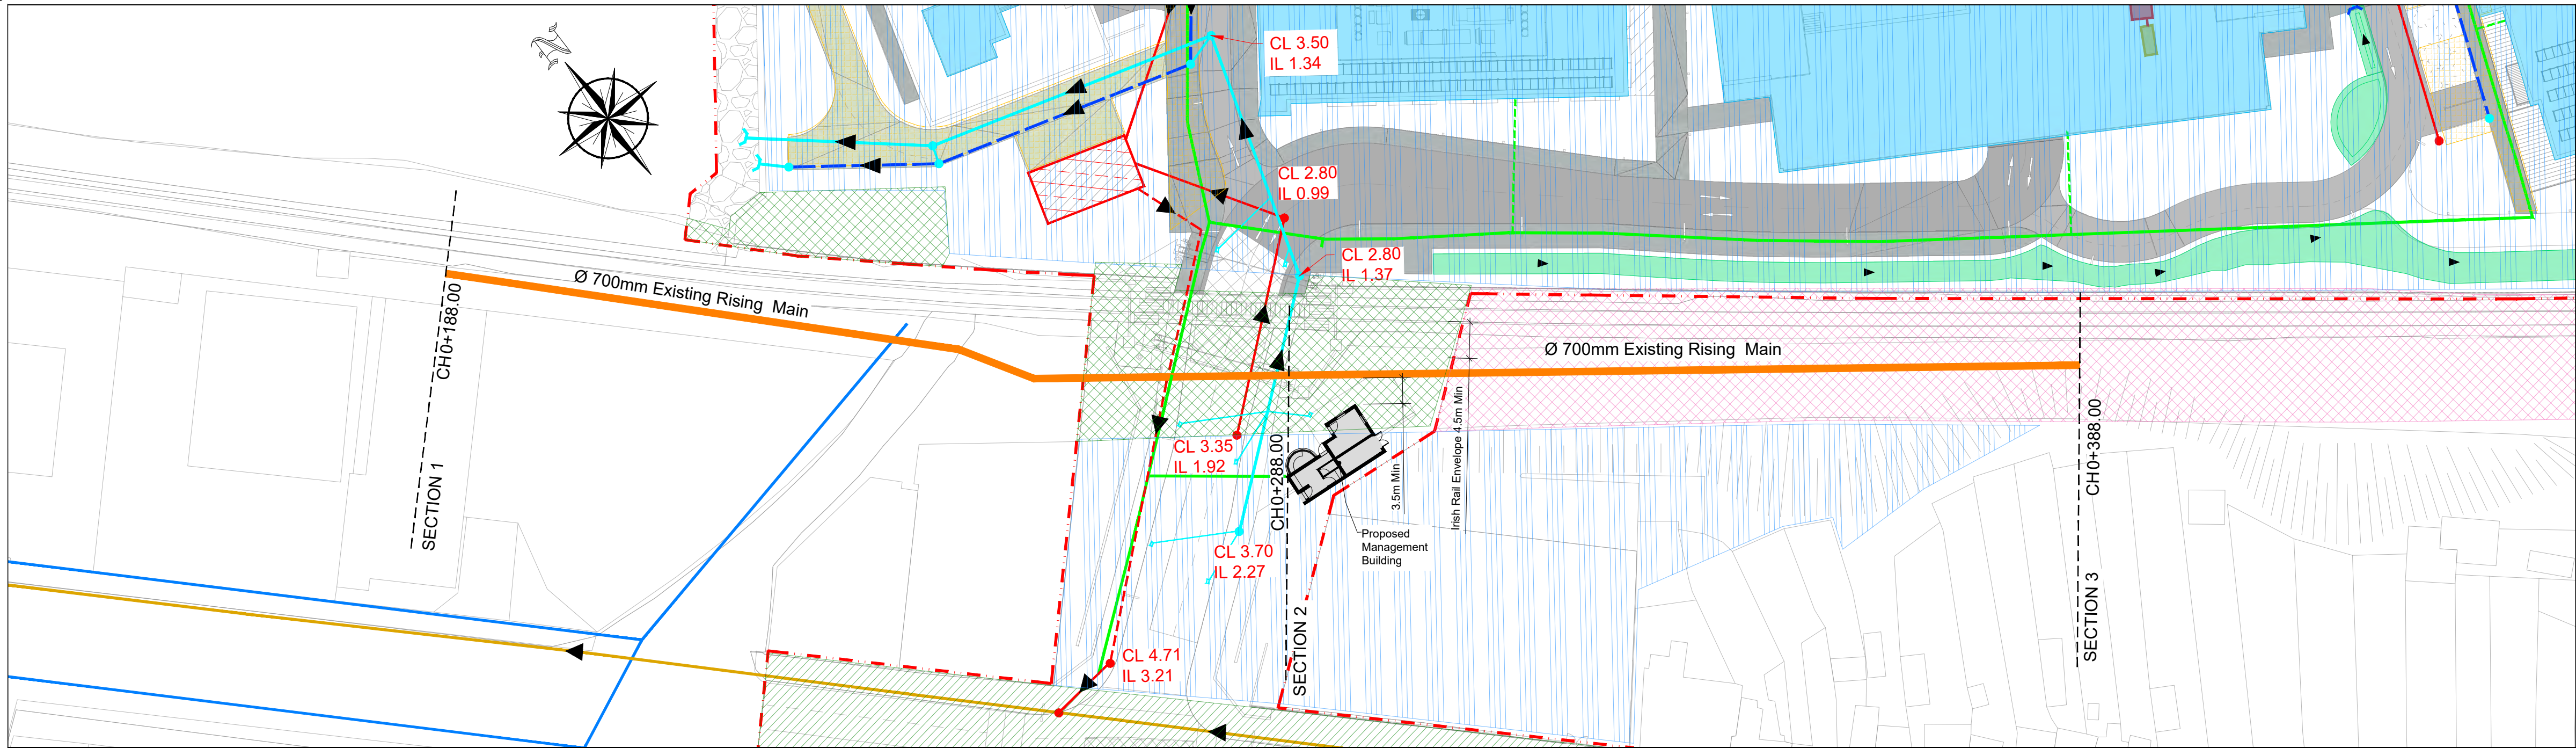 N
CL 3.50
IL 1.34
CL 2.80
IL 0.99
CL 2.80
IL 1.37
Ø 700mm Existing Rising Main
CH0+188.00
SECTION 1
Ø 700mm Existing Rising Main
CL 3.35
IL 1.92
CH0+288.00
SECTION 2
3.5m Min
Irish Rail Envelope 4.5m Min
CH0+388.00
SECTION 3
Proposed
Management
Building
CL 3.70
IL 2.27
CL 4.71
IL 3.21